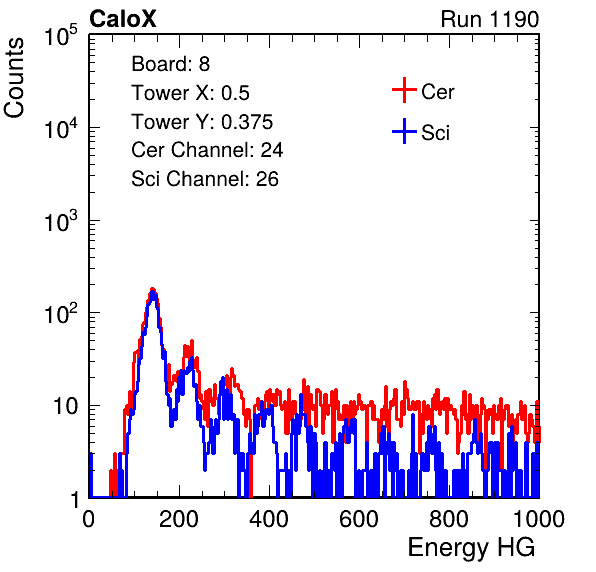 CaloX Run 1190
Counts
Board: 8
Tower X: 0.5
Tower Y: 0.375
Cer Channel: 24
Sci Channel: 26
Cer
Sci
10^5
10^4
10^3
10^2
10
1
0 200 400 600 800 1000
Energy HG